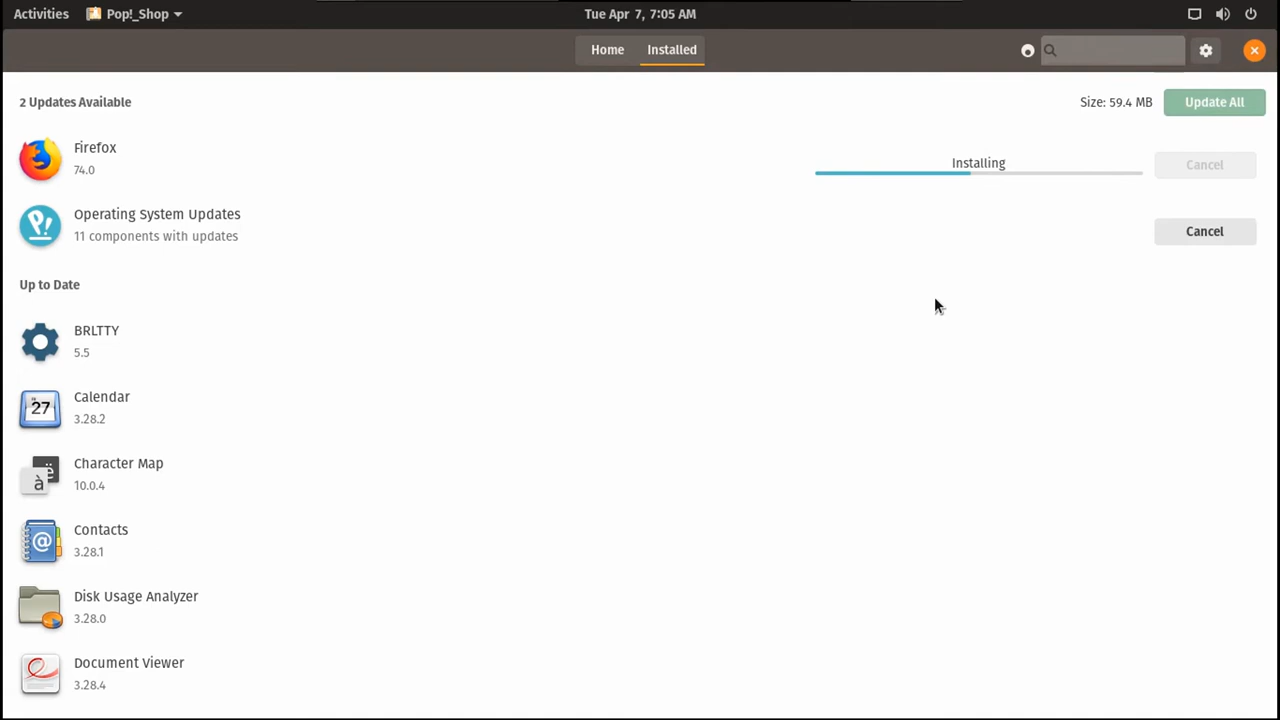 Activities
Pop!_Shop
Tue Apr 7, 7:05 AM
Home
Installed
2 Updates Available
Size: 59.4 MB
Update All
Firefox
74.0
Installing
Cancel
P!
Operating System Updates
11 components with updates
Cancel
Up to Date
BRLTTY
5.5
27
Calendar
3.28.2
ë
à
Character Map
10.0.4
@
Contacts
3.28.1
Disk Usage Analyzer
3.28.0
Document Viewer
3.28.4